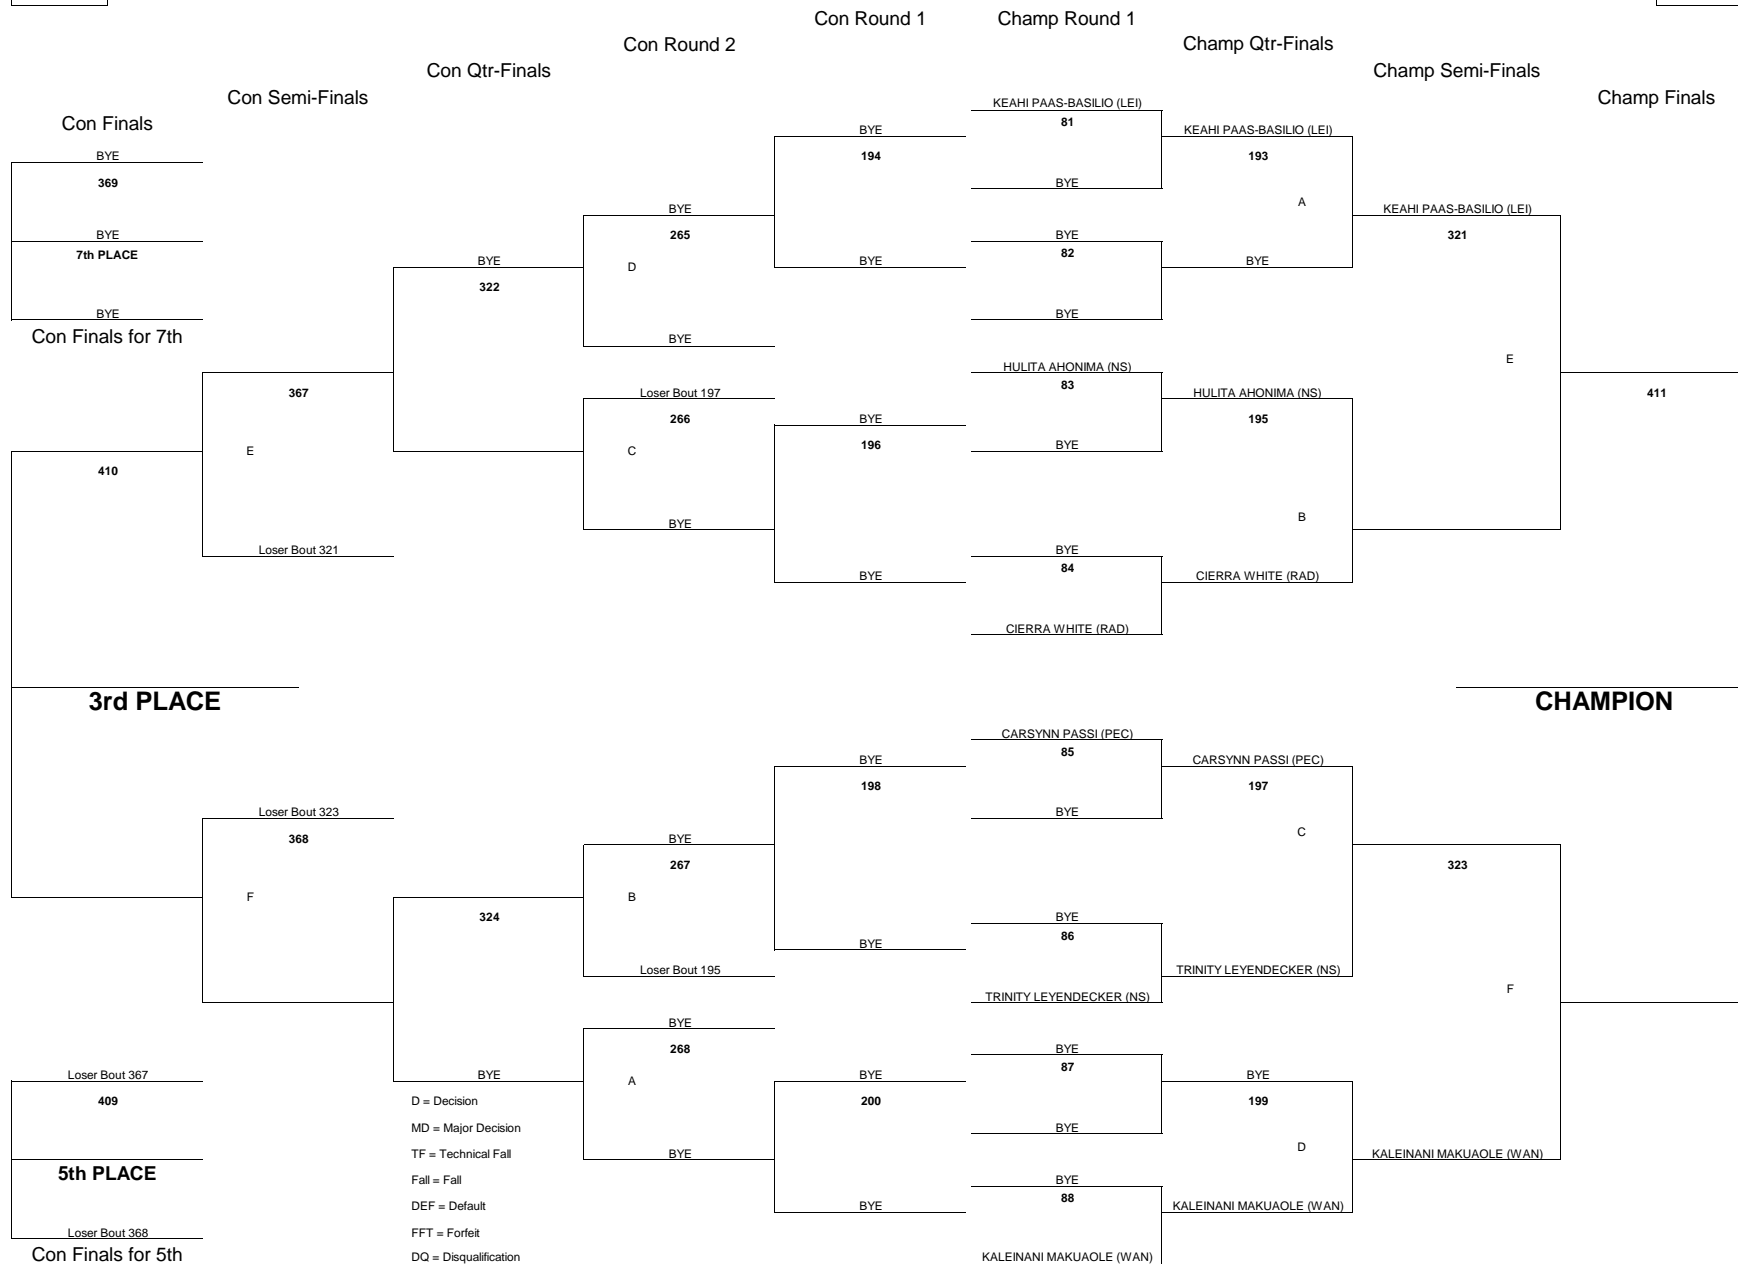 Con Round 1
Champ Round 1
Con Round 2
Champ Qtr-Finals
Con Qtr-Finals
Champ Semi-Finals
Con Semi-Finals
Champ Finals
Con Finals
KEAHI PAAS-BASILIO (LEI)
81
BYE
KEAHI PAAS-BASILIO (LEI)
BYE
194
193
369
BYE
A
BYE
KEAHI PAAS-BASILIO (LEI)
BYE
265
BYE
321
7th PLACE
82
BYE
D
BYE
BYE
322
BYE
BYE
Con Finals for 7th
BYE
E
HULITA AHONIMA (NS)
83
367
Loser Bout 197
HULITA AHONIMA (NS)
411
266
BYE
195
E
C
196
BYE
410
B
BYE
Loser Bout 321
BYE
84
BYE
CIERRA WHITE (RAD)
CIERRA WHITE (RAD)
3rd PLACE
CHAMPION
CARSYNN PASSI (PEC)
85
BYE
CARSYNN PASSI (PEC)
198
197
Loser Bout 323
BYE
368
BYE
C
267
323
F
B
324
BYE
86
BYE
Loser Bout 195
TRINITY LEYENDECKER (NS)
TRINITY LEYENDECKER (NS)
F
BYE
268
BYE
87
Loser Bout 367
BYE
A
BYE
BYE
409
D = Decision
200
199
MD = Major Decision
BYE
TF = Technical Fall
BYE
D
KALEINANI MAKUAOLE (WAN)
5th PLACE
Fall = Fall
BYE
88
DEF = Default
BYE
KALEINANI MAKUAOLE (WAN)
Loser Bout 368
FFT = Forfeit
Con Finals for 5th
DQ = Disqualification
KALEINANI MAKUAOLE (WAN)